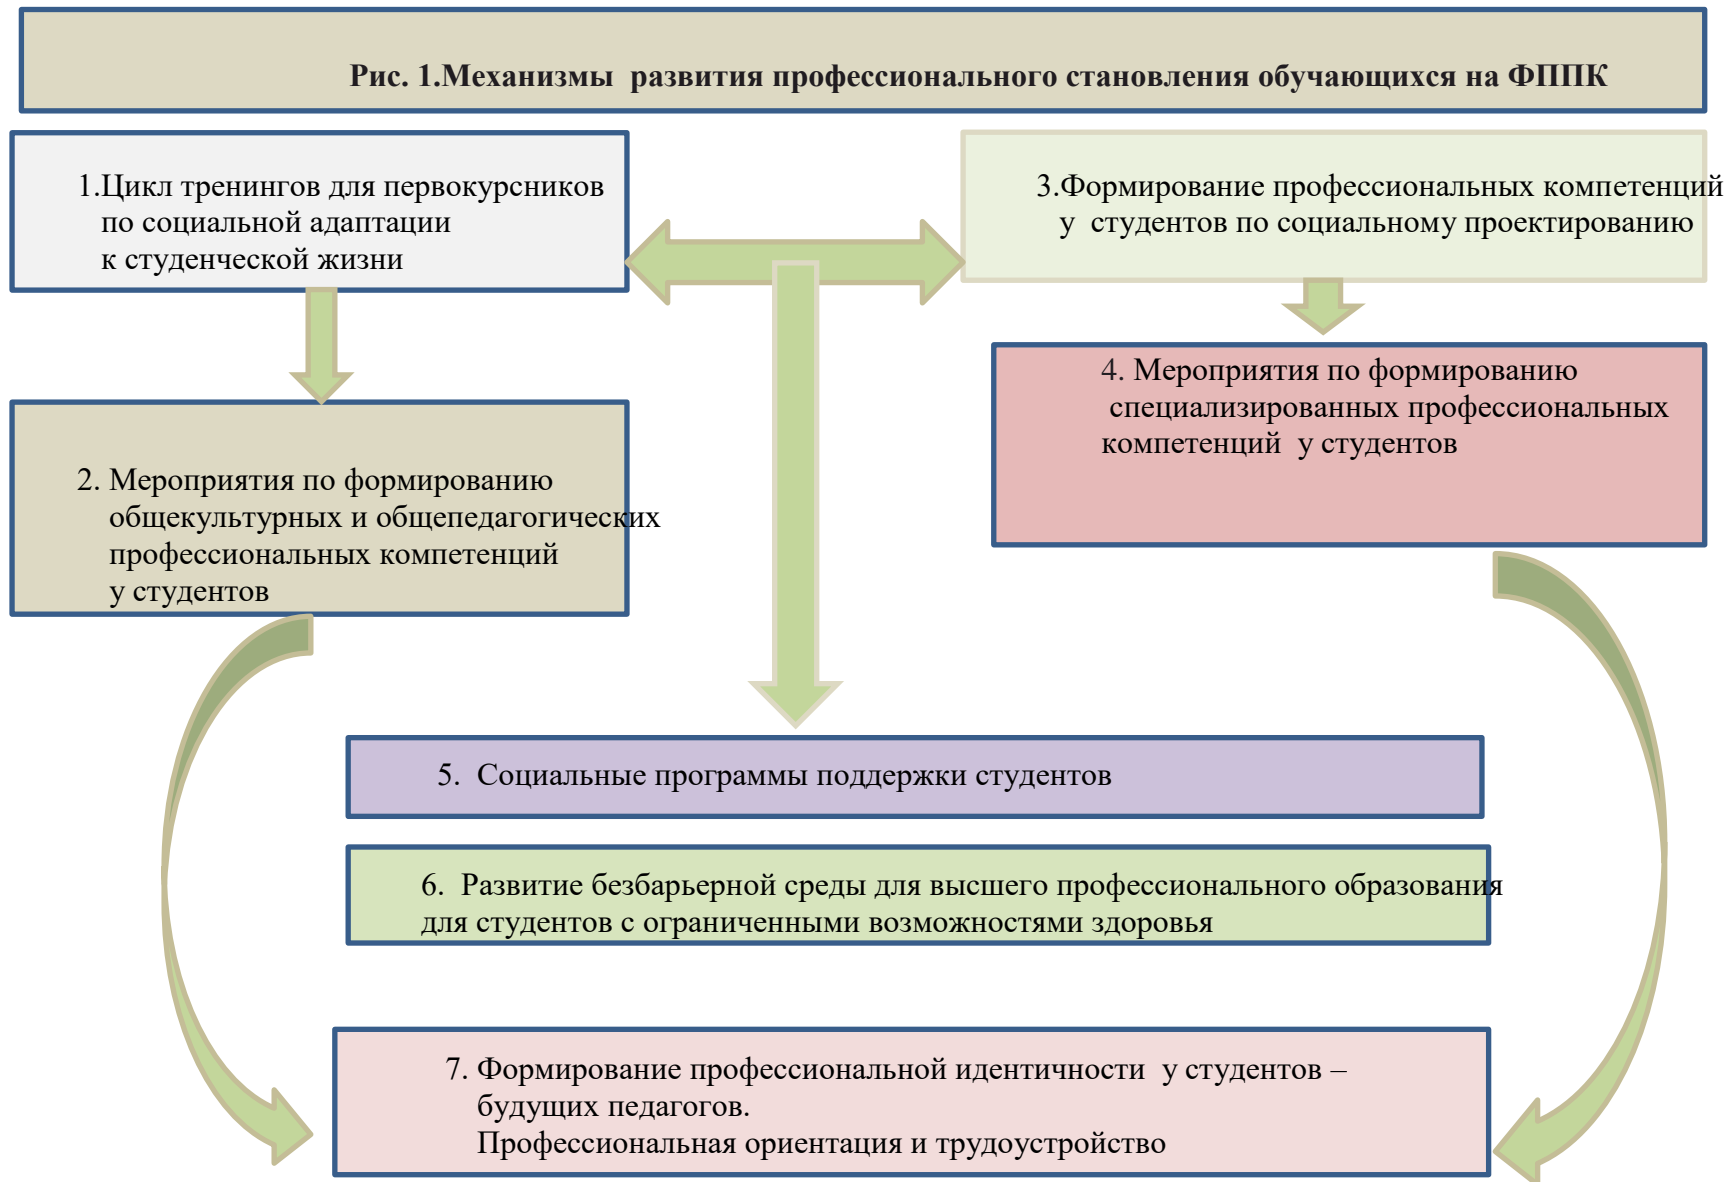 Рис. 1.Механизмы развития профессионального становления обучающихся на ФППК
1.Цикл тренингов для первокурсников
по социальной адаптации
к студенческой жизни
2. Мероприятия по формированию
общекультурных и общепедагогических
профессиональных компетенций
у студентов
3.Формирование профессиональных компетенций
у студентов по социальному проектированию
4. Мероприятия по формированию
специализированных профессиональных
компетенций у студентов
5. Социальные программы поддержки студентов
6. Развитие безбарьерной среды для высшего профессионального образования
для студентов с ограниченными возможностями здоровья
7. Формирование профессиональной идентичности у студентов –
будущих педагогов.
Профессиональная ориентация и трудоустройство